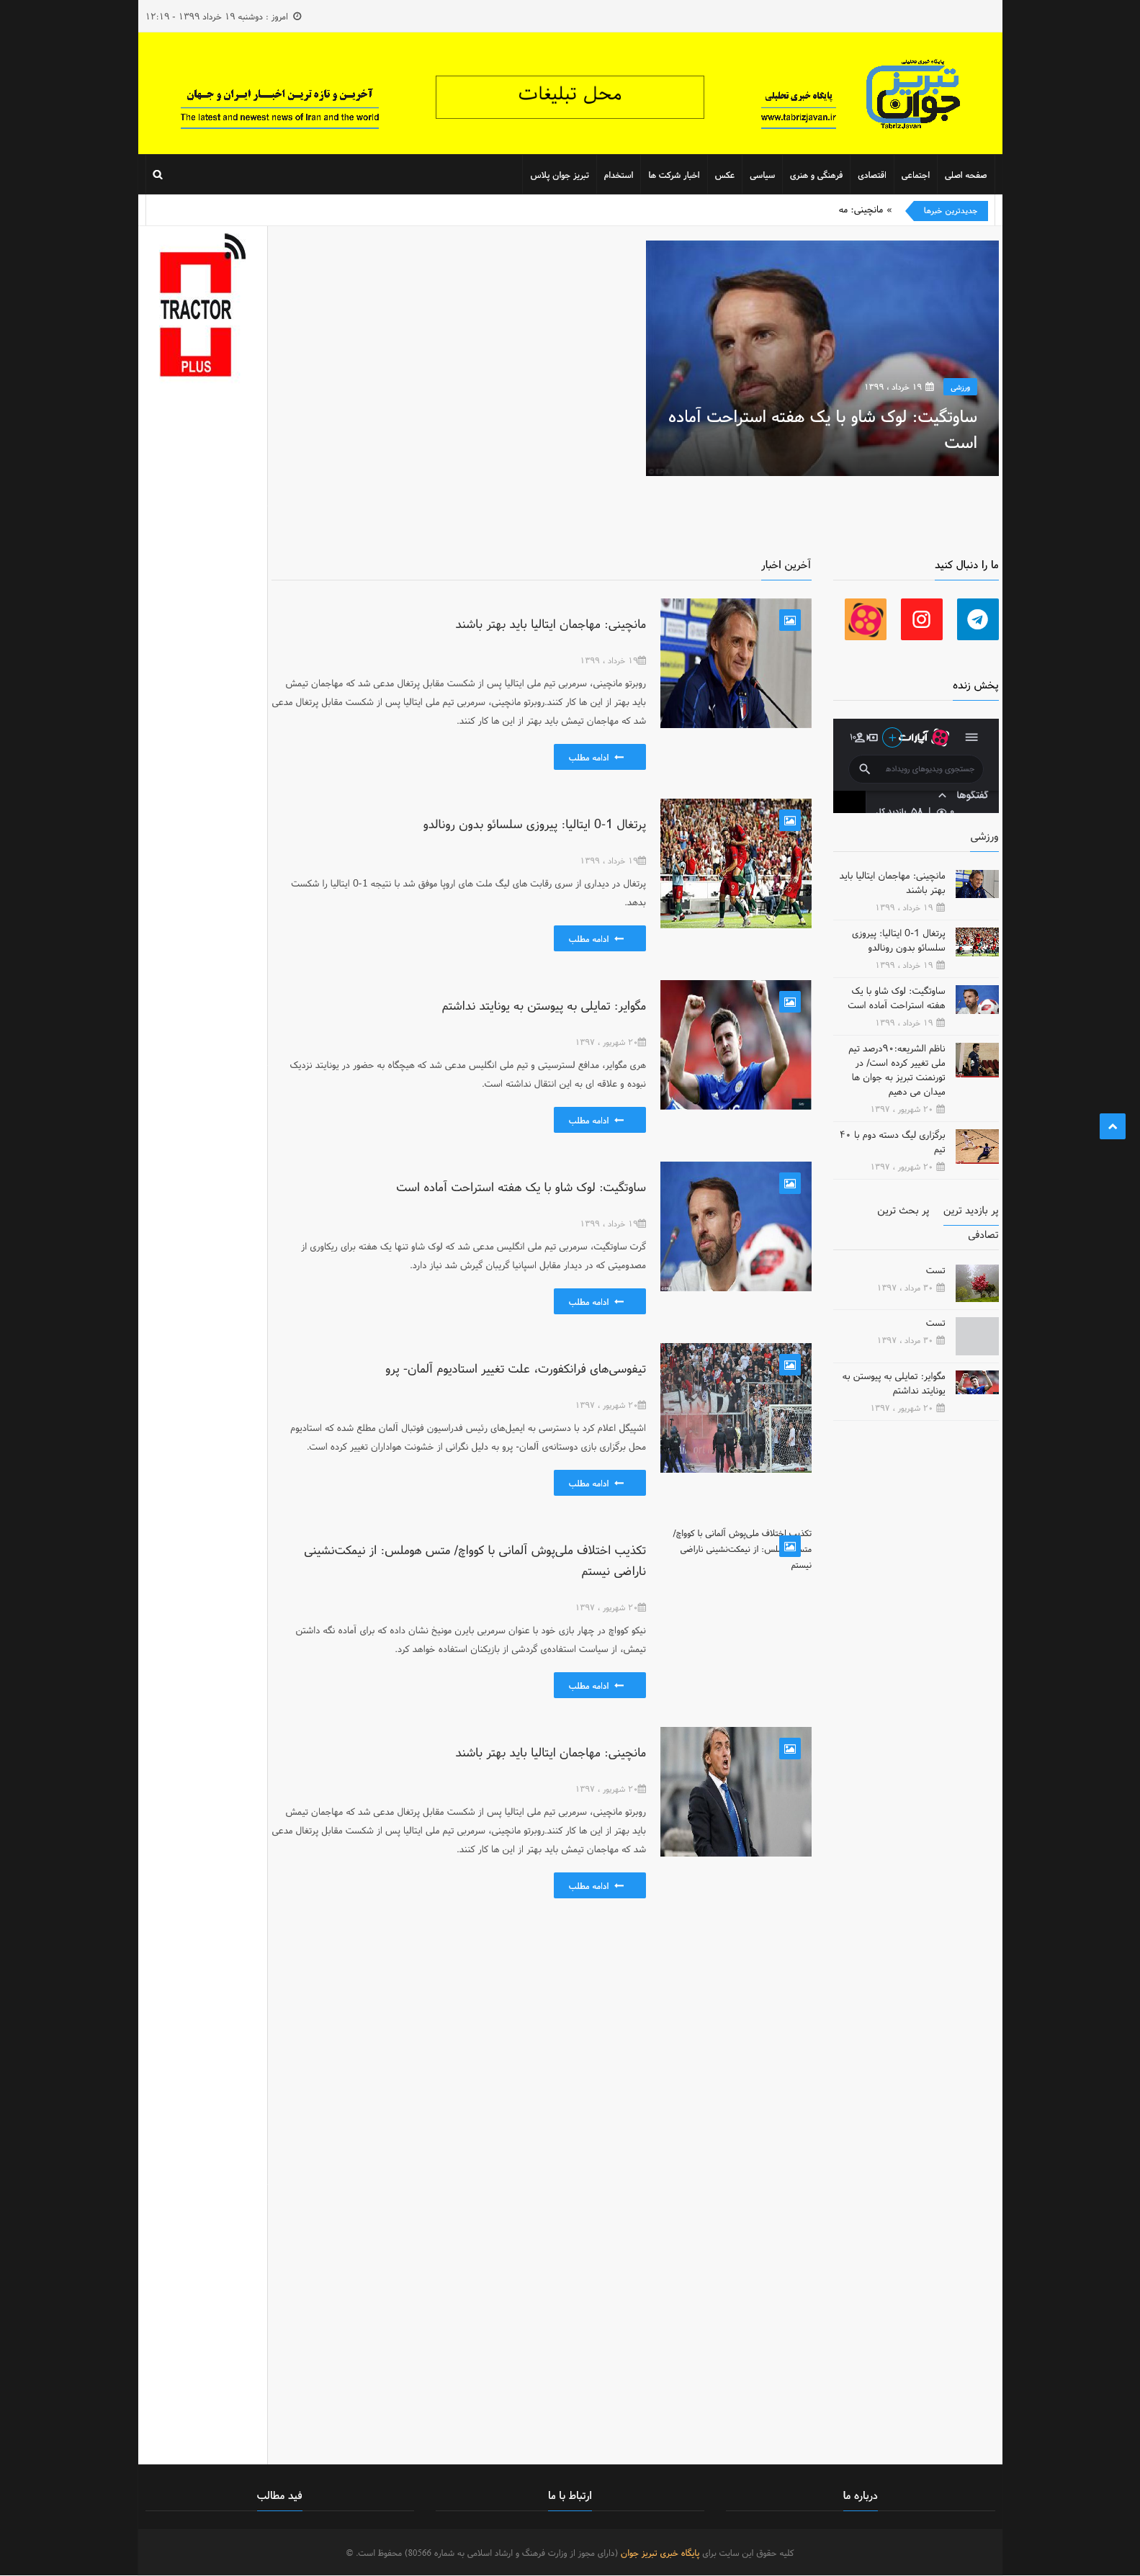 امروز : دوشنبه ۱۹ خرداد ۱۳۹۹ - ۱۲:۱۹
پایگاه خبری تحلیلی
تبریز جوان
TabrizJavan
پایگاه خبری تحلیلی
www.tabrizjavan.ir
محل تبلیغات
آخریـن و تازه تریـن اخبـــار ایـران و جـهان
The latest and newest news of Iran and the world
صفحه اصلی
اجتماعی
اقتصادی
فرهنگی و هنری
سیاسی
عکس
اخبار شرکت ها
استخدام
تبریز جوان پلاس
جدیدترین خبرها
» مانچینی: مه
TRACTOR
PLUS
ورزشی
۱۹ خرداد ، ۱۳۹۹
ساوتگیت: لوک شاو با یک هفته استراحت آماده
است
ما را دنبال کنید
پخش زنده
آپارات
جستجوی ویدیوهای رویدادها
گفتگوها
ورزشی
مانچینی: مهاجمان ایتالیا باید
بهتر باشند
۱۹ خرداد ، ۱۳۹۹
پرتغال 1-0 ایتالیا: پیروزی
سلسائو بدون رونالدو
۱۹ خرداد ، ۱۳۹۹
ساوتگیت: لوک شاو با یک
هفته استراحت آماده است
۱۹ خرداد ، ۱۳۹۹
ناظم الشریعه:۹۰درصد تیم
ملی تغییر کرده است/ در
تورنمنت تبریز به جوان ها
میدان می دهیم
۲۰ شهریور ، ۱۳۹۷
برگزاری لیگ دسته دوم با ۴۰
تیم
۲۰ شهریور ، ۱۳۹۷
پر بازدید ترین
پر بحث ترین
تصادفی
تست
۳۰ مرداد ، ۱۳۹۷
تست
۳۰ مرداد ، ۱۳۹۷
مگوایر: تمایلی به پیوستن به
یونایتد نداشتم
۲۰ شهریور ، ۱۳۹۷
آخرین اخبار
مانچینی: مهاجمان ایتالیا باید بهتر باشند
۱۹ خرداد ، ۱۳۹۹
روبرتو مانچینی، سرمربی تیم ملی ایتالیا پس از شکست مقابل پرتغال مدعی شد که مهاجمان تیمش
باید بهتر از این ها کار کنند.روبرتو مانچینی، سرمربی تیم ملی ایتالیا پس از شکست مقابل پرتغال مدعی
شد که مهاجمان تیمش باید بهتر از این ها کار کنند.
ادامه مطلب
پرتغال 1-0 ایتالیا: پیروزی سلسائو بدون رونالدو
۱۹ خرداد ، ۱۳۹۹
پرتغال در دیداری از سری رقابت های لیگ ملت های اروپا موفق شد با نتیجه 1-0 ایتالیا را شکست
بدهد.
ادامه مطلب
مگوایر: تمایلی به پیوستن به یونایتد نداشتم
۲۰ شهریور ، ۱۳۹۷
هری مگوایر، مدافع لسترسیتی و تیم ملی انگلیس مدعی شد که هیچگاه به حضور در یونایتد نزدیک
نبوده و علاقه ای به این انتقال نداشته است.
ادامه مطلب
ساوتگیت: لوک شاو با یک هفته استراحت آماده است
۱۹ خرداد ، ۱۳۹۹
گرت ساوتگیت، سرمربی تیم ملی انگلیس مدعی شد که لوک شاو تنها یک هفته برای ریکاوری از
مصدومیتی که در دیدار مقابل اسپانیا گریبان گیرش شد نیاز دارد.
ادامه مطلب
تیفوسی‌های فرانکفورت، علت تغییر استادیوم آلمان- پرو
۲۰ شهریور ، ۱۳۹۷
اشپیگل اعلام کرد با دسترسی به ایمیل‌های رئیس فدراسیون فوتبال آلمان مطلع شده که استادیوم
محل برگزاری بازی دوستانه‌ی آلمان- پرو به دلیل نگرانی از خشونت هواداران تغییر کرده است.
ادامه مطلب
تکذیب اختلاف ملی‌پوش آلمانی با کوواچ/
از نیمکت‌نشینی ناراضی
نیستم
تکذیب اختلاف ملی‌پوش آلمانی با کوواچ/ متس هوملس: از نیمکت‌نشینی
ناراضی نیستم
۲۰ شهریور ، ۱۳۹۷
نیکو کوواچ در چهار بازی خود با عنوان سرمربی بایرن مونیخ نشان داده که برای آماده نگه داشتن
تیمش، از سیاست استفاده‌ی گردشی از بازیکنان استفاده خواهد کرد.
ادامه مطلب
مانچینی: مهاجمان ایتالیا باید بهتر باشند
۲۰ شهریور ، ۱۳۹۷
روبرتو مانچینی، سرمربی تیم ملی ایتالیا پس از شکست مقابل پرتغال مدعی شد که مهاجمان تیمش
باید بهتر از این ها کار کنند.روبرتو مانچینی، سرمربی تیم ملی ایتالیا پس از شکست مقابل پرتغال مدعی
شد که مهاجمان تیمش باید بهتر از این ها کار کنند.
ادامه مطلب
درباره ما
ارتباط با ما
فید مطالب
کلیه حقوق این سایت برای پایگاه خبری تبریز جوان (دارای مجوز از وزارت فرهنگ و ارشاد اسلامی به شماره 80566) محفوظ است. ©